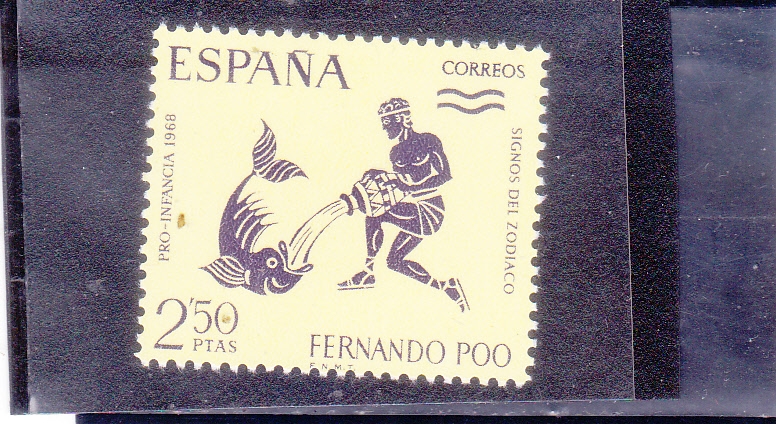 ESPAÑA
CORREOS
PRO-INFANCIA 1968
SIGNOS DEL ZODIACO
2'50
PTAS
FERNANDO POO
F.N.M.T.